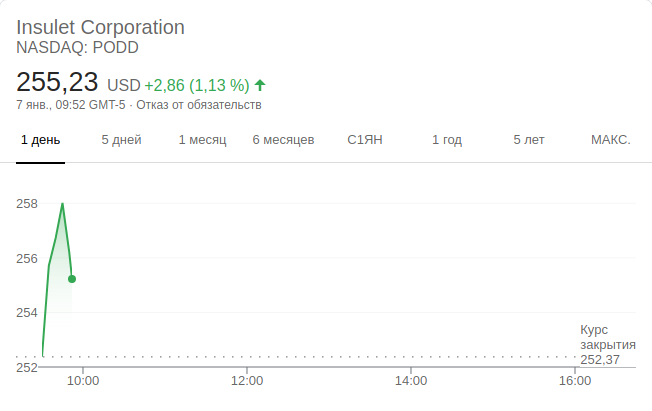 Insulet Corporation
NASDAQ: PODD
255,23 USD +2,86 (1,13 %)
7 янв., 09:52 GMT-5 · Отказ от обязательств
1 день 5 дней 1 месяц 6 месяцев С1ЯН 1 год 5 лет МАКС.
258
256
254
Курс
закрытия
252,37
252
10:00 12:00 14:00 16:00